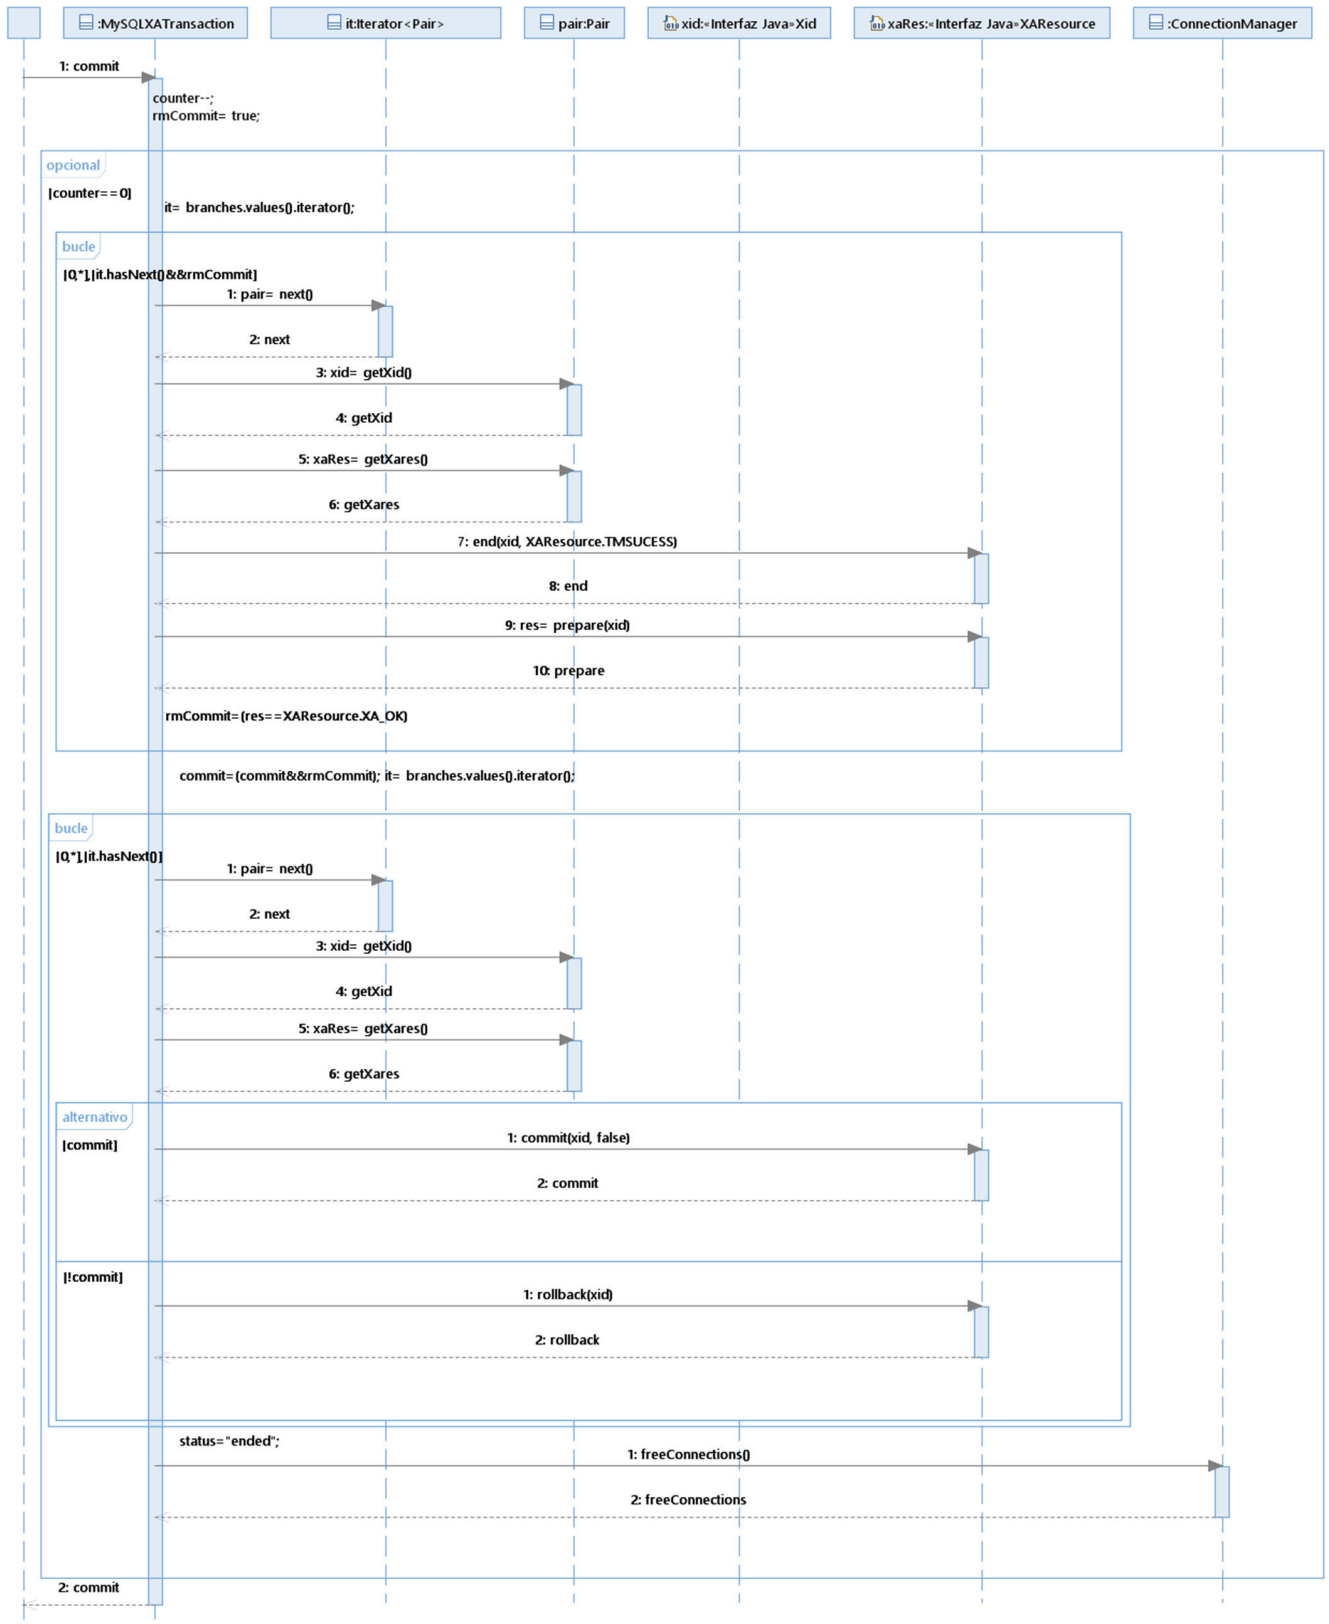 :MySQLXATransaction
it:Iterator<Pair>
pair:Pair
xid:«Interfaz Java»Xid
xaRes:«Interfaz Java»XAResource
:ConnectionManager
1: commit
counter--;
rmCommit= true;
opcional
[counter==0]
it= branches.values().iterator();
bucle
[0,*],[it.hasNext()&&rmCommit]
1: pair= next()
2: next
3: xid= getXid()
4: getXid
5: xaRes= getXares()
6: getXares
7: end(xid, XAResource.TMSUCESS)
8: end
9: res= prepare(xid)
10: prepare
rmCommit=(res==XAResource.XA_OK)
commit=(commit&&rmCommit); it= branches.values().iterator();
bucle
[0,*],[it.hasNext()]
1: pair= next()
2: next
3: xid= getXid()
4: getXid
5: xaRes= getXares()
6: getXares
alternativo
[commit]
1: commit(xid, false)
2: commit
[!commit]
1: rollback(xid)
2: rollback
status="ended";
1: freeConnections()
2: freeConnections
2: commit